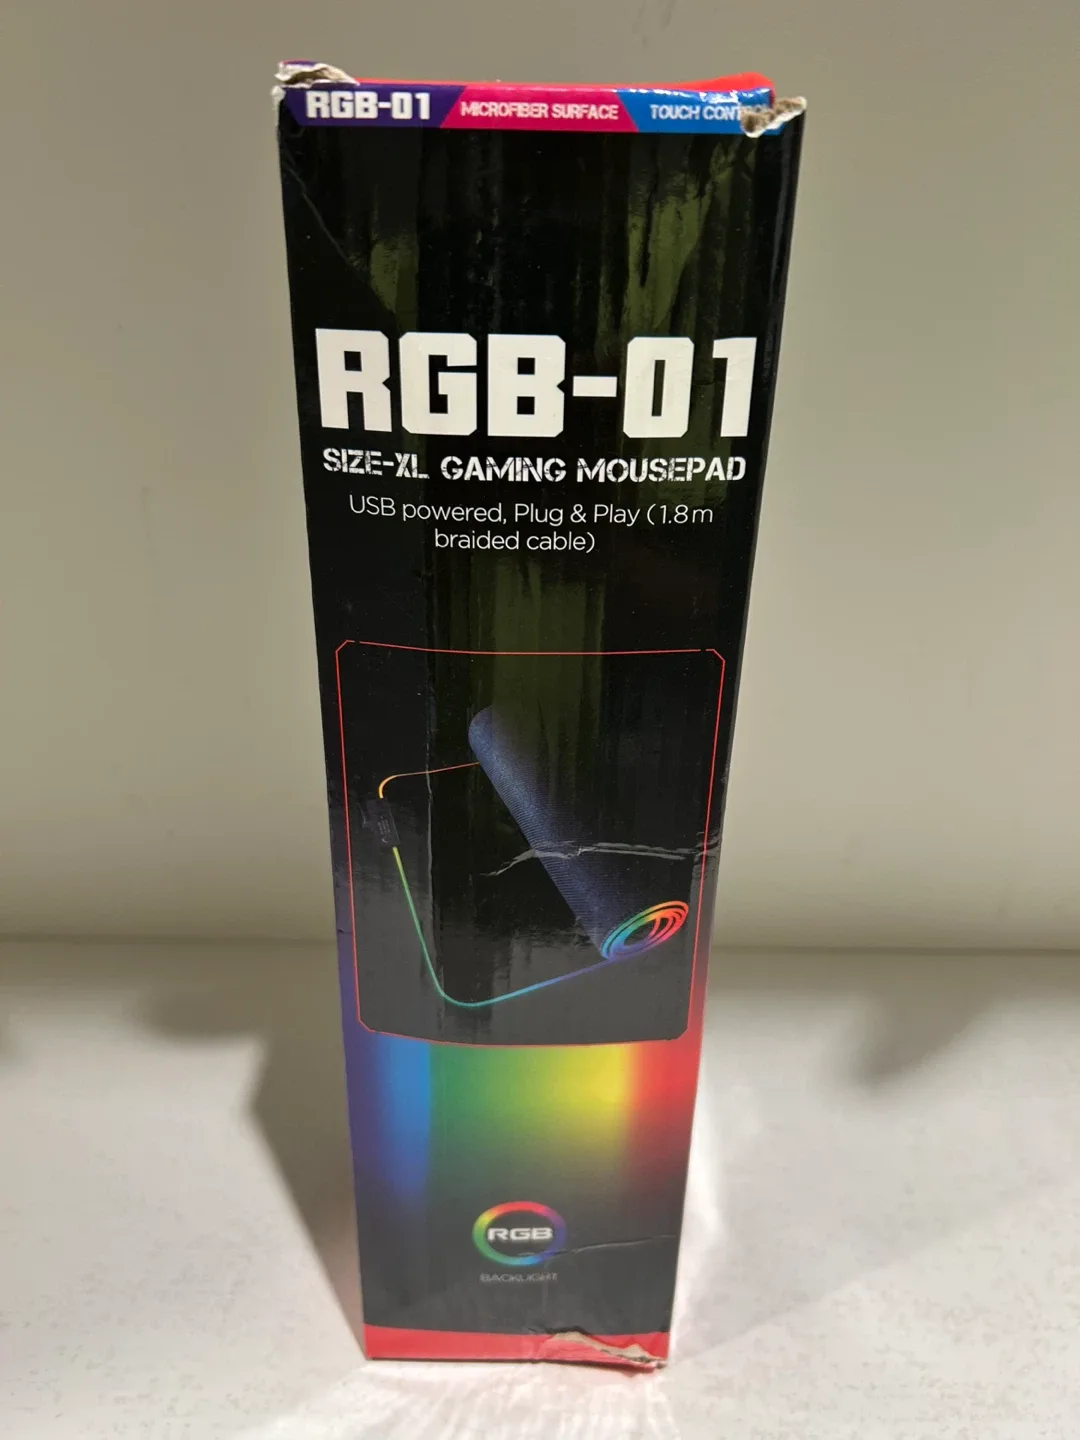 RGB-01 MICROFIBER SURFACE TOUCH
RGB-01
SIZE-XL GAMING MOUSEPAD
USB powered, Plug & Play (1.8m
braided cable)
RGB
BACKLIGHT